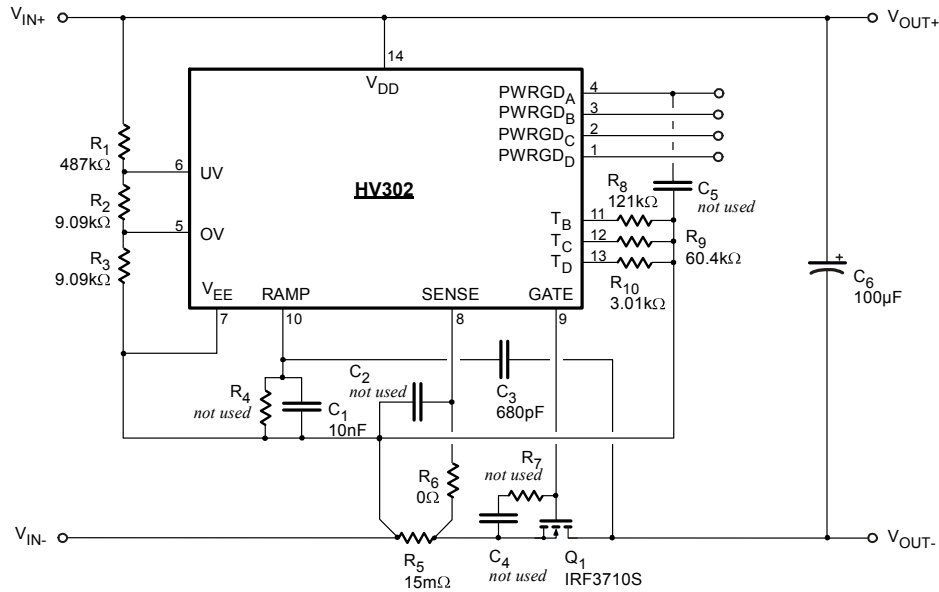 VIN+
VOUT+
14
VDD
PWRGDA 4
PWRGDB 3
PWRGDC 2
PWRGDD 1
R1
487kΩ
6 UV
HV302
R8
121kΩ
C5
not used
R2
9.09kΩ
5 OV
TB 11
TC 12
TD 13
R9
60.4kΩ
R3
9.09kΩ
R10
3.01kΩ
+
C6
100µF
VEE
RAMP
SENSE
GATE
7
10
8
9
C2
not used
R4
not used
C1
10nF
C3
680pF
R6
0Ω
R7
not used
VIN-
VOUT-
R5
15mΩ
C4
not used
Q1
IRF3710S